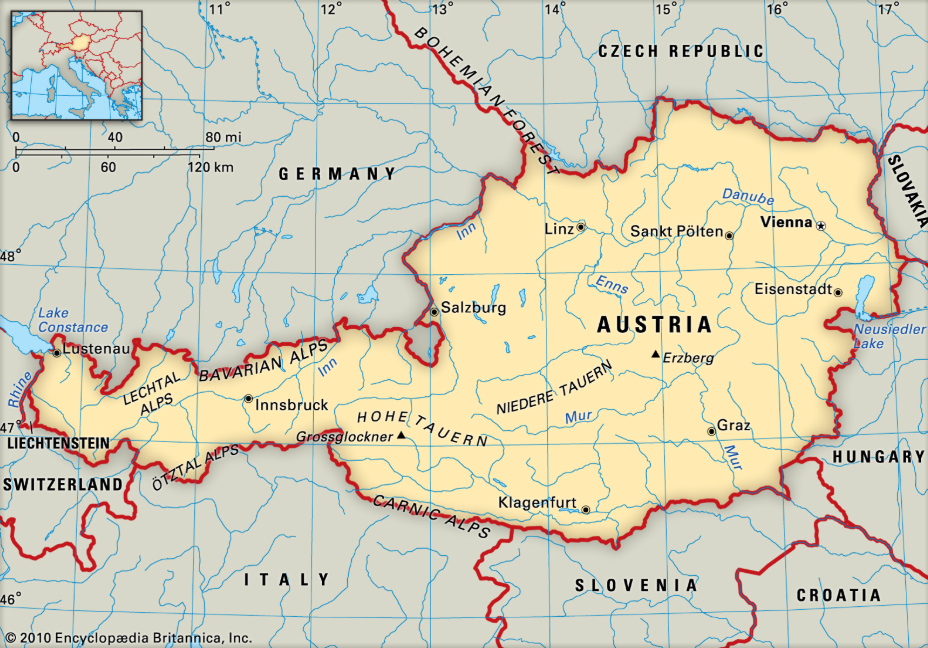 11°
12°
13°
14°
15°
16°
17°
BOHEMIAN FOREST
CZECH REPUBLIC
0 40 80 mi
0 60 120 km
GERMANY
SLOVAKIA
Danube
Vienna
Linz
Sankt Pölten
Inn
48°
48°
Enns
Eisenstadt
Salzburg
Lake
Constance
AUSTRIA
Neusiedler
Lake
Lustenau
BAVARIAN ALPS
Inn
Erzberg
Rhine
LECHTAL
ALPS
NIEDERE TAUERN
Innsbruck
HOHE TAUERN
Mur
Graz
47°
Grossglockner
LIECHTENSTEIN
Mur
HUNGARY
ÖTZTAL ALPS
SWITZERLAND
CARNIC ALPS
Klagenfurt
ITALY
SLOVENIA
CROATIA
46°
© 2010 Encyclopædia Britannica, Inc.